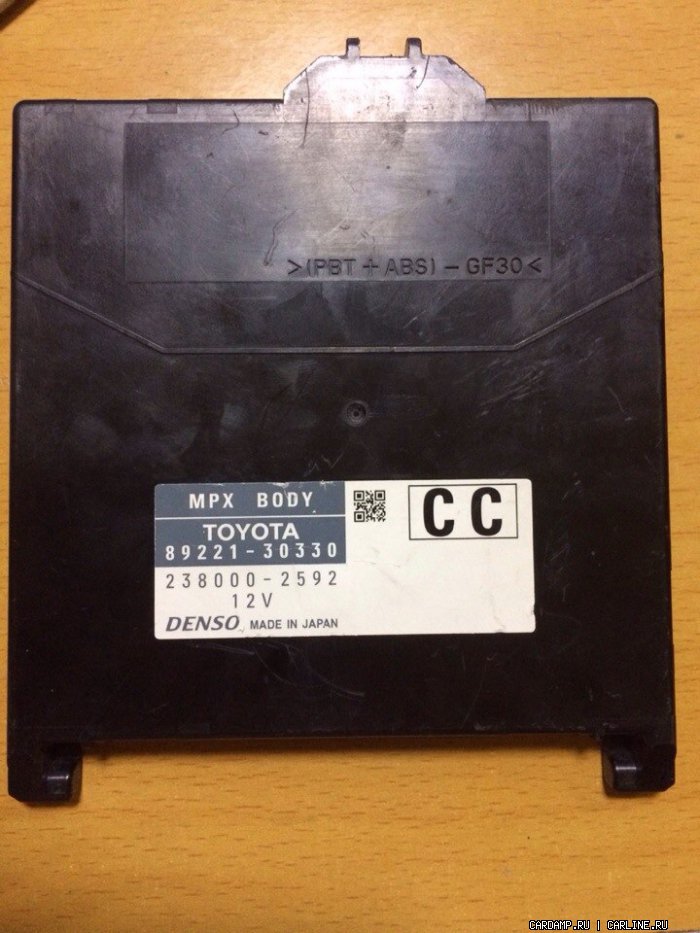 >(PBT + ABS) - GF30<
MPX BODY
CC
TOYOTA
89221-30330
238000-2592
12V
DENSO MADE IN JAPAN
CARDAMP.RU | CARLINE.RU